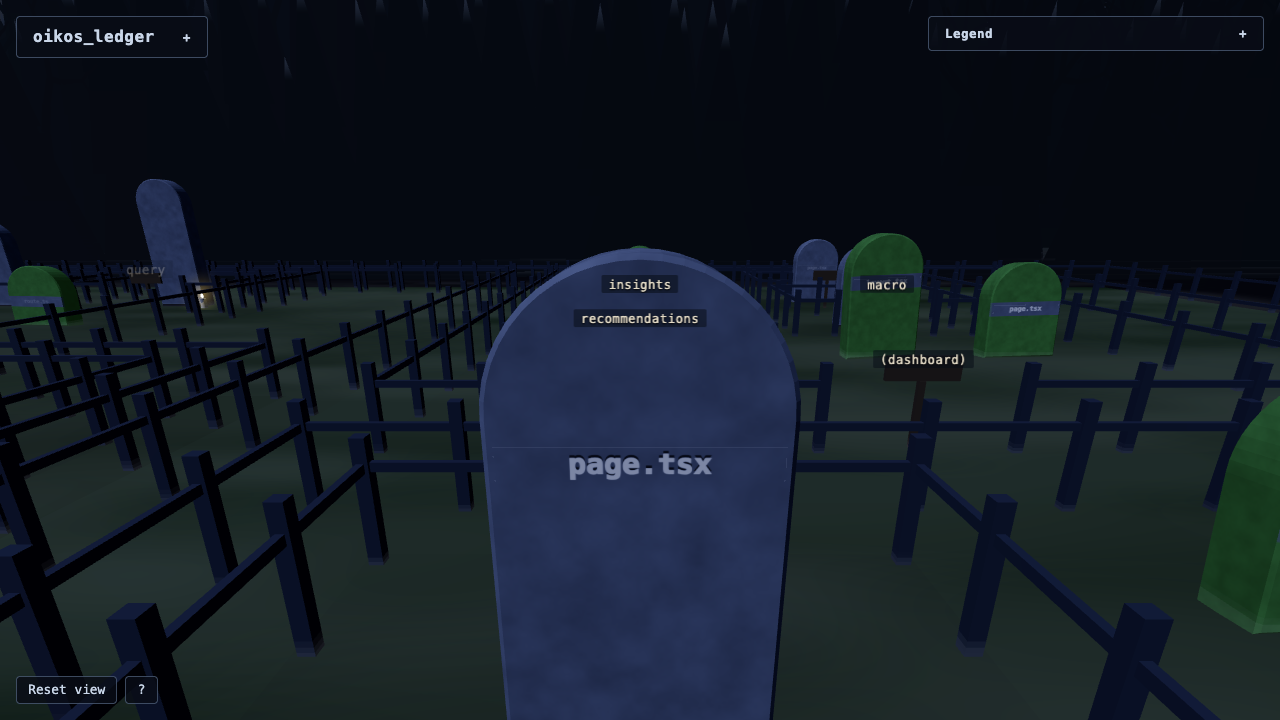 oikos_ledger +
Legend +
query
insights
macro
page.tsx
recommendations
(dashboard)
page.tsx
Reset view
?